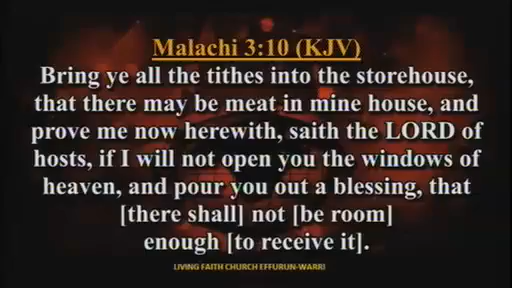 Malachi 3:10 (KJV)
Bring ye all the tithes into the storehouse,
that there may be meat in mine house, and
prove me now herewith, saith the LORD of
hosts, if I will not open you the windows of
heaven, and pour you out a blessing, that
[there shall] not [be room]
enough [to receive it].
LIVING FAITH CHURCH EFFURUN-WARRI